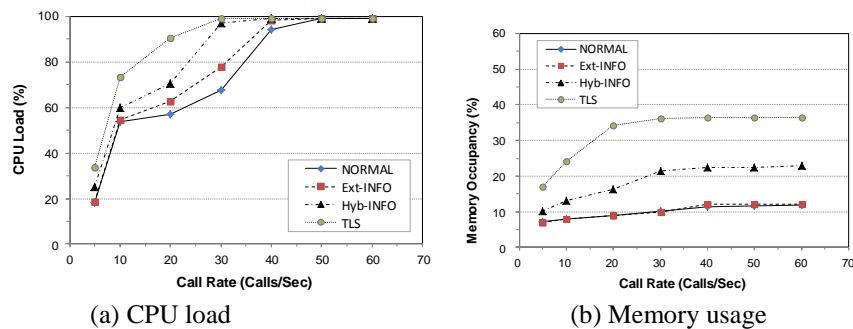 100
80
60
40
20
0
CPU Load (%)
NORMAL
Ext-INFO
Hyb-INFO
TLS
0 10 20 30 40 50 60 70
Call Rate (Calls/Sec)
(a) CPU load
60
50
40
30
20
10
0
Memory Occupancy (%)
NORMAL
Ext-INFO
Hyb-INFO
TLS
0 10 20 30 40 50 60 70
Call Rate (Calls/Sec)
(b) Memory usage